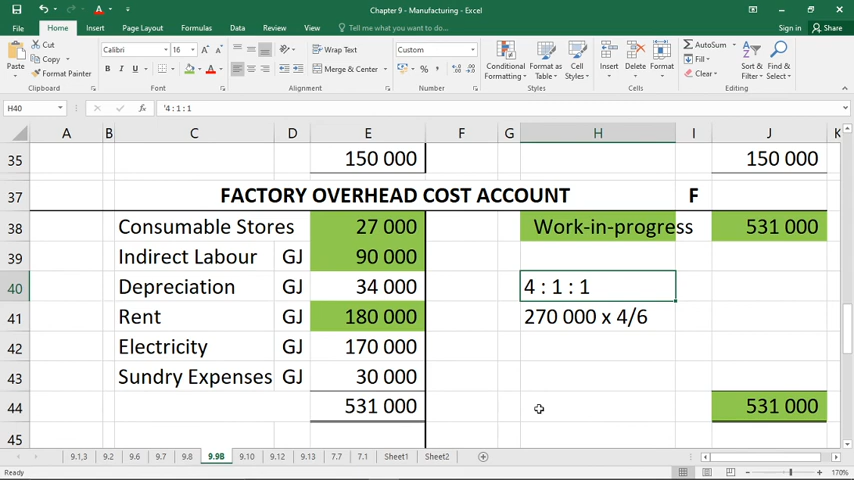 Chapter 9 - Manufacturing - Excel
Sign in Share
File Home Insert Page Layout Formulas Data Review View Tell me what you want to do...
Cut
Copy
Format Painter
Paste
Clipboard
Calibri 16
B I U
Font
Wrap Text
Merge & Center
Alignment
Custom
% ,
Number
Conditional Formatting
Format as Table
Cell Styles
Styles
Insert Delete Format
Cells
AutoSum
Fill
Clear
Sort & Filter
Find & Select
Editing
H40 fx '4 : 1 : 1
A B C D E F G H I J K
35 150 000 150 000
37 FACTORY OVERHEAD COST ACCOUNT F
38 Consumable Stores 27 000 Work-in-progress 531 000
39 Indirect Labour GJ 90 000
40 Depreciation GJ 34 000 4 : 1 : 1
41 Rent GJ 180 000 270 000 x 4/6
42 Electricity GJ 170 000
43 Sundry Expenses GJ 30 000
44 531 000 531 000
45
9.1,3 9.2 9.6 9.7 9.8 9.9B 9.10 9.12 9.13 7.7 7.1 Sheet1 Sheet2
Ready 170%